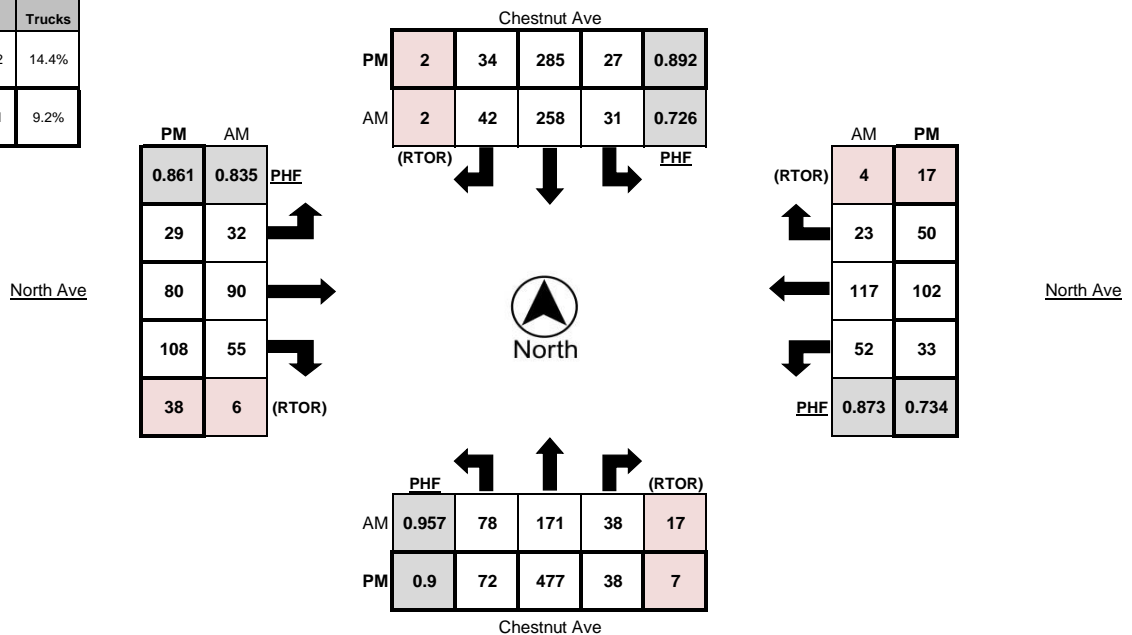 Trucks
14.4%
9.2%
Chestnut Ave
PM 2 34 285 27 0.892
AM 2 42 258 31 0.726
(RTOR) PHF
PM AM
0.861 0.835 PHF
29 32
80 90
108 55
38 6 (RTOR)
North Ave
North
AM PM
(RTOR) 4 17
23 50
117 102
52 33
PHF 0.873 0.734
North Ave
PHF (RTOR)
AM 0.957 78 171 38 17
PM 0.9 72 477 38 7
Chestnut Ave